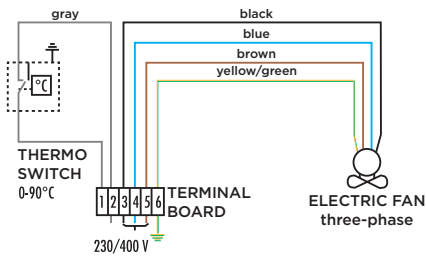 gray
black
blue
brown
yellow/green
°C
THERMO
SWITCH
0-90°C
1 2 3 4 5 6
TERMINAL
BOARD
230/400 V
ELECTRIC FAN
three-phase